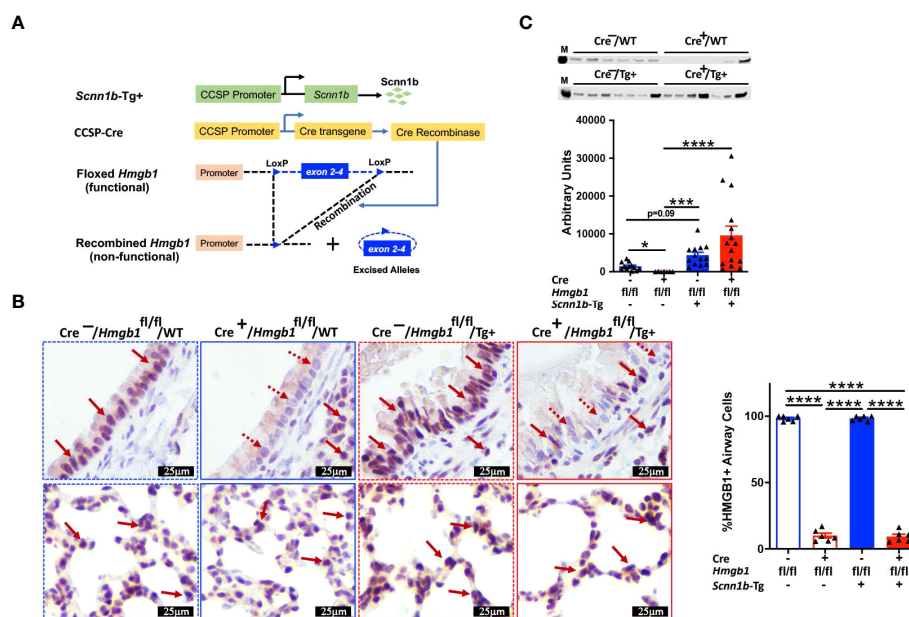 A
Scnn1b-Tg+
CCSP Promoter
Scnn1b
Scnn1b
CCSP-Cre
CCSP Promoter
Cre transgene
Cre Recombinase
Floxed Hmgb1
(functional)
Promoter
LoxP
exon 2-4
LoxP
Recombination
Recombined Hmgb1
(non-functional)
Promoter
+
exon 2-4
Excised Alleles
B
Cre−/Hmgb1fl/fl/WT
Cre+/Hmgb1fl/fl/WT
Cre−/Hmgb1fl/fl/Tg+
Cre+/Hmgb1fl/fl/Tg+
25μm
25μm
25μm
25μm
25μm
25μm
25μm
25μm
C
M
Cre−/WT
Cre+/WT
M
Cre−/Tg+
Cre+/Tg+
Arbitrary Units
40000
30000
20000
10000
0
****
***
p=0.09
*
Cre - + - +
Hmgb1 fl/fl fl/fl fl/fl fl/fl
Scnn1b-Tg - - + +
%HMGB1+ Airway Cells
100
50
0
****
**** **** ****
Cre - + - +
Hmgb1 fl/fl fl/fl fl/fl fl/fl
Scnn1b-Tg - - + +